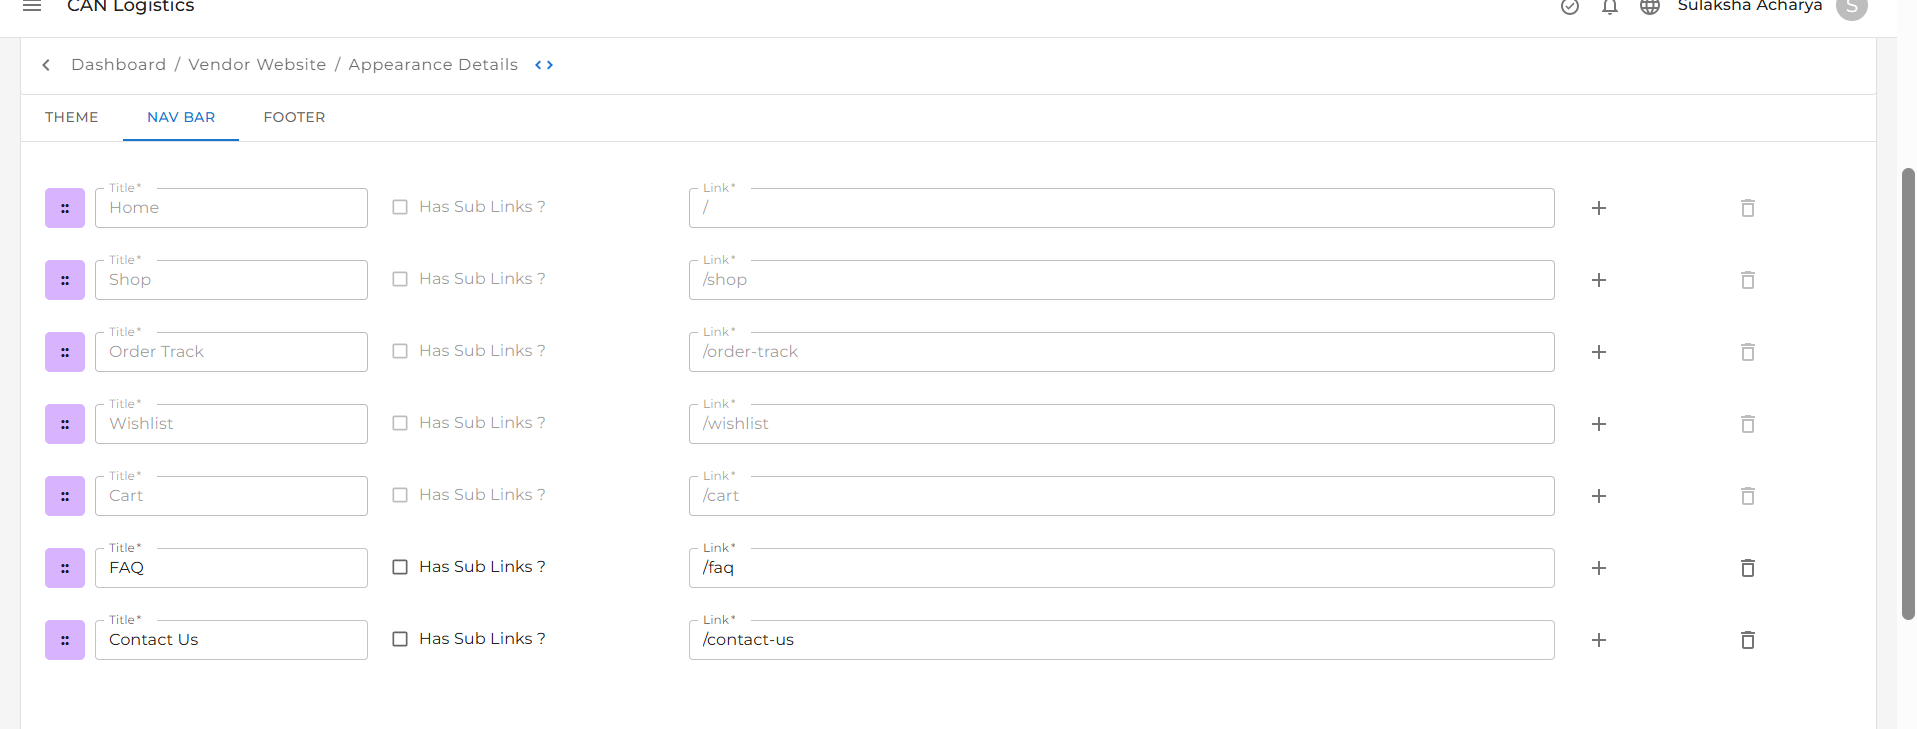 CAN Logistics
Sulaksha Acharya S
Dashboard / Vendor Website / Appearance Details
THEME NAV BAR FOOTER
Title* Link*
Home Has Sub Links ? /
Title* Link*
Shop Has Sub Links ? /shop
Title* Link*
Order Track Has Sub Links ? /order-track
Title* Link*
Wishlist Has Sub Links ? /wishlist
Title* Link*
Cart Has Sub Links ? /cart
Title* Link*
FAQ Has Sub Links ? /faq
Title* Link*
Contact Us Has Sub Links ? /contact-us